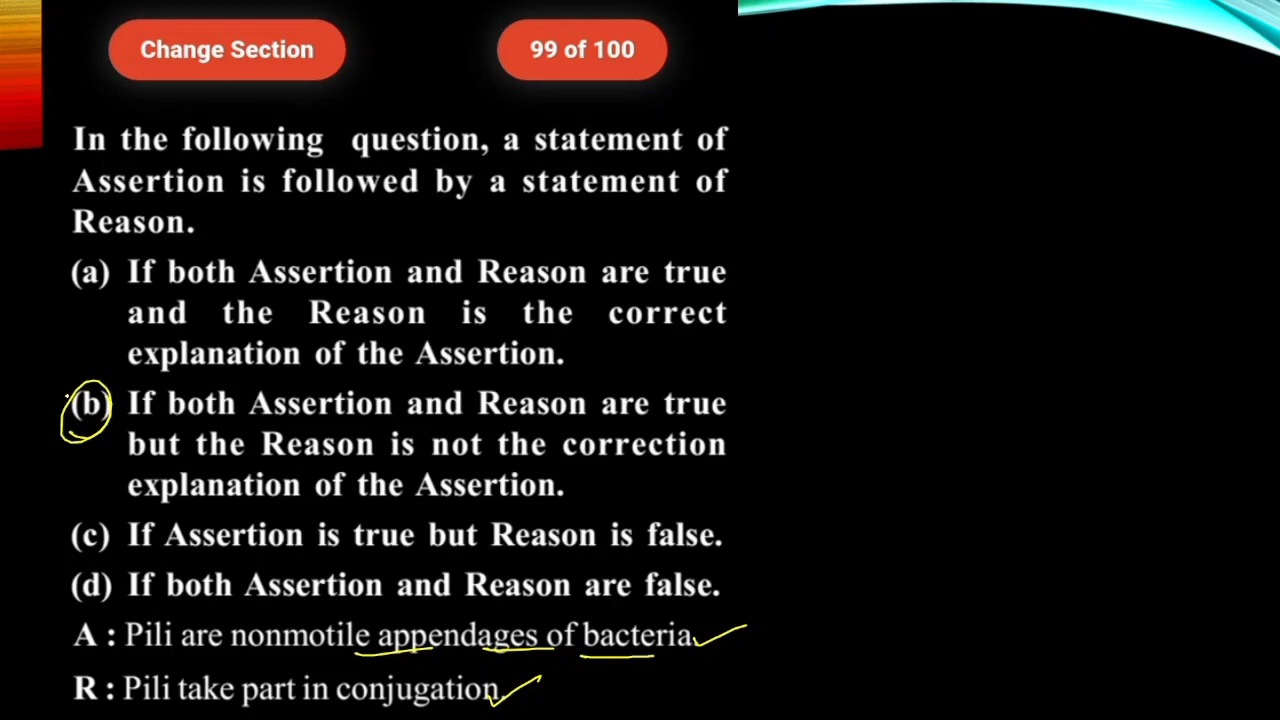 Change Section
99 of 100
In the following question, a statement of
Assertion is followed by a statement of
Reason.
(a) If both Assertion and Reason are true
and the Reason is the correct
explanation of the Assertion.
(b) If both Assertion and Reason are true
but the Reason is not the correction
explanation of the Assertion.
(c) If Assertion is true but Reason is false.
(d) If both Assertion and Reason are false.
A : Pili are nonmotile appendages of bacteria
R : Pili take part in conjugation.